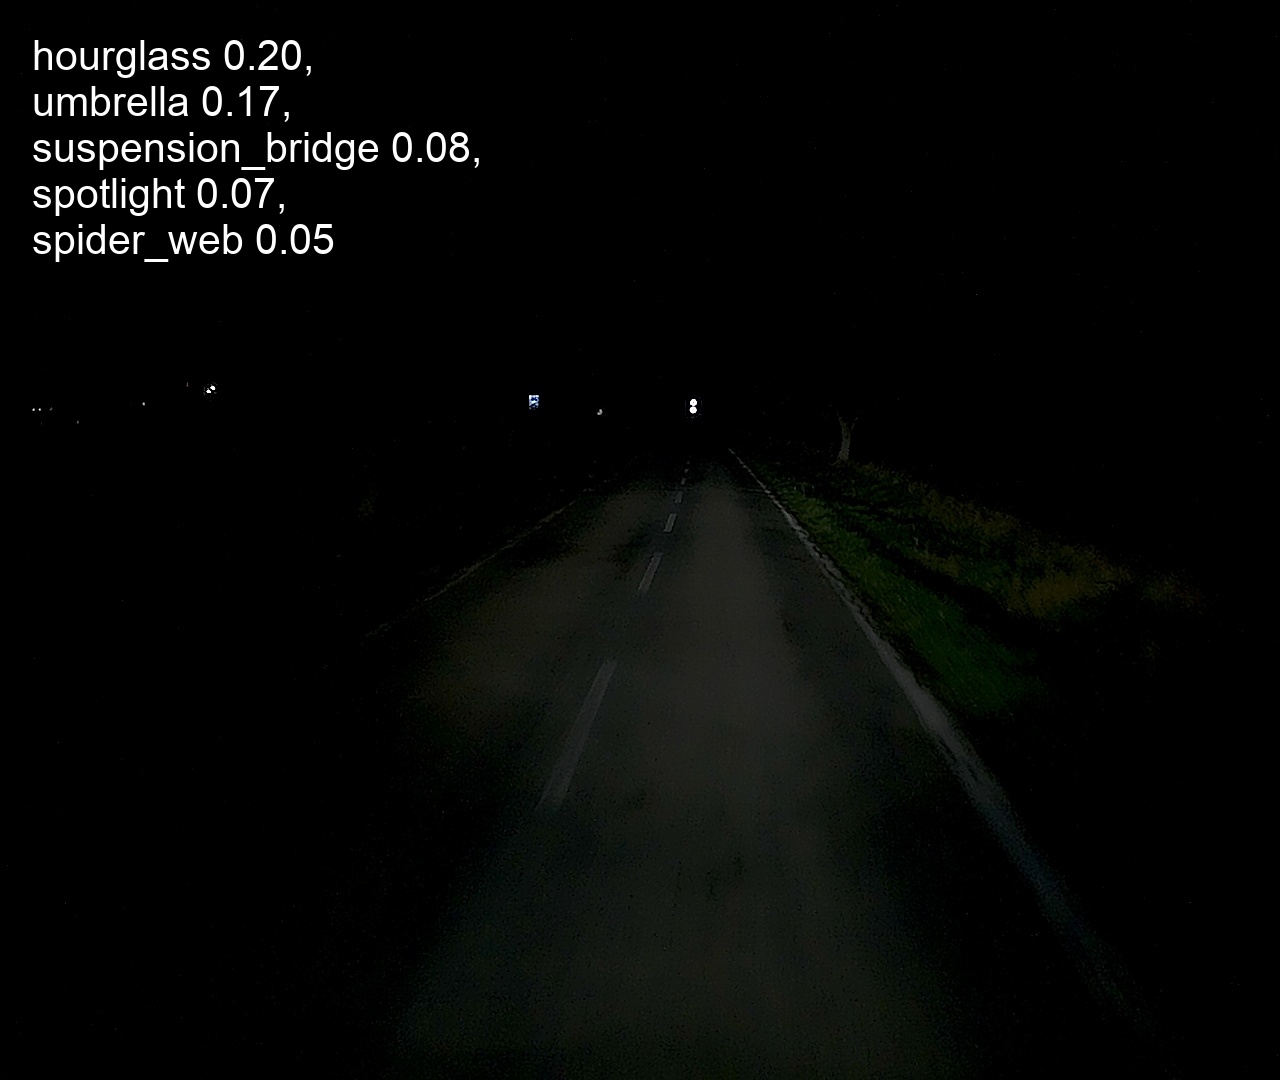 hourglass 0.20,
umbrella 0.17,
suspension_bridge 0.08,
spotlight 0.07,
spider_web 0.05